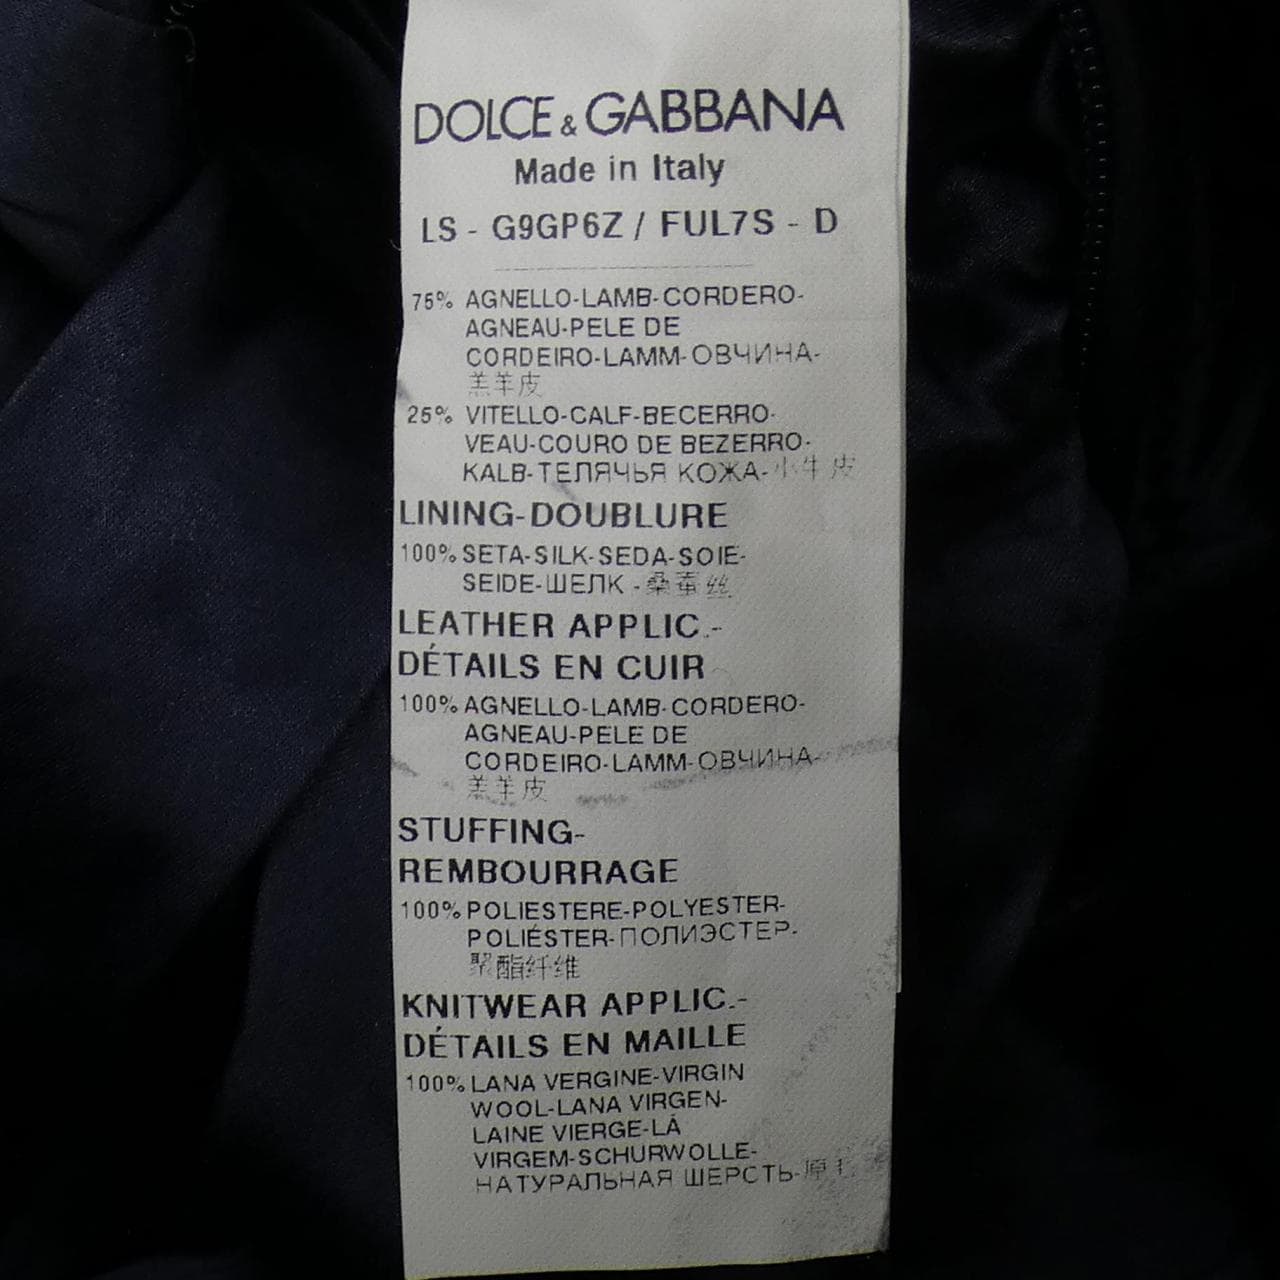 DOLCE & GABBANA
Made in Italy
LS - G9GP6Z / FUL7S - D
75% AGNELLO-LAMB-CORDERO-
AGNEAU-PELE DE
CORDEIRO-LAMM-ОВЧИНА-
羔羊皮
25% VITELLO-CALF-BECERRO-
VEAU-COURO DE BEZERRO-
KALB-ТЕЛЯЧЬЯ КОЖА-小牛皮
LINING-DOUBLURE
100% SETA-SILK-SEDA-SOIE-
SEIDE-ШЕЛК -桑蚕丝
LEATHER APPLIC.-
DÉTAILS EN CUIR
100% AGNELLO-LAMB-CORDERO-
AGNEAU-PELE DE
CORDEIRO-LAMM-ОВЧИНА-
羔羊皮
STUFFING-
REMBOURRAGE
100% POLIESTERE-POLYESTER-
POLIÉSTER-ПОЛИЭСТЕР-
聚酯纤维
KNITWEAR APPLIC.-
DÉTAILS EN MAILLE
100% LANA VERGINE-VIRGIN
WOOL-LANA VIRGEN-
LAINE VIERGE-LÃ
VIRGEM-SCHURWOLLE-
НАТУРАЛЬНАЯ ШЕРСТЬ-原毛